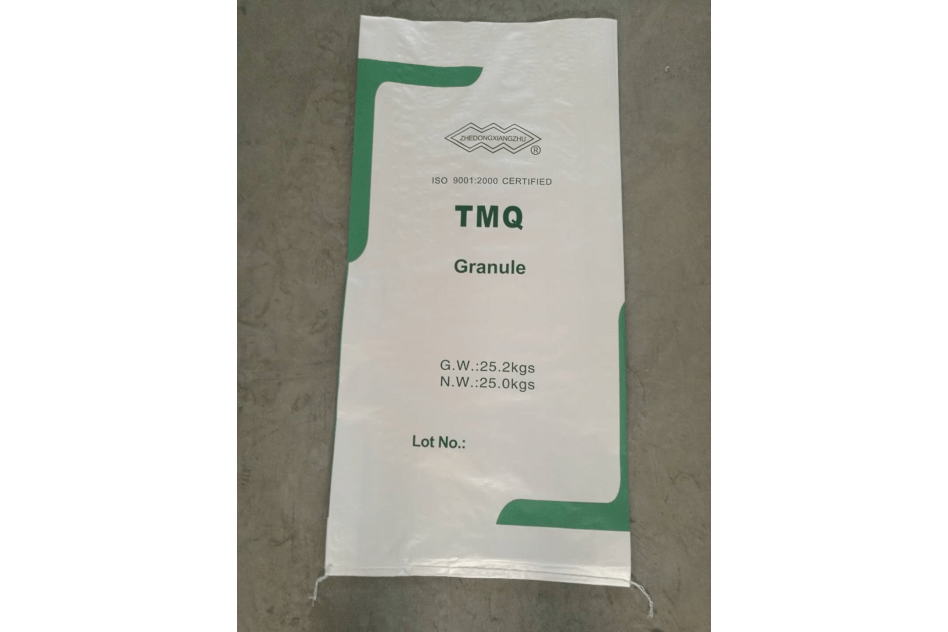 ZHEDONGXIANGZHU
®
ISO 9001:2000 CERTIFIED
TMQ
Granule
G.W.:25.2kgs
N.W.:25.0kgs
Lot No.: